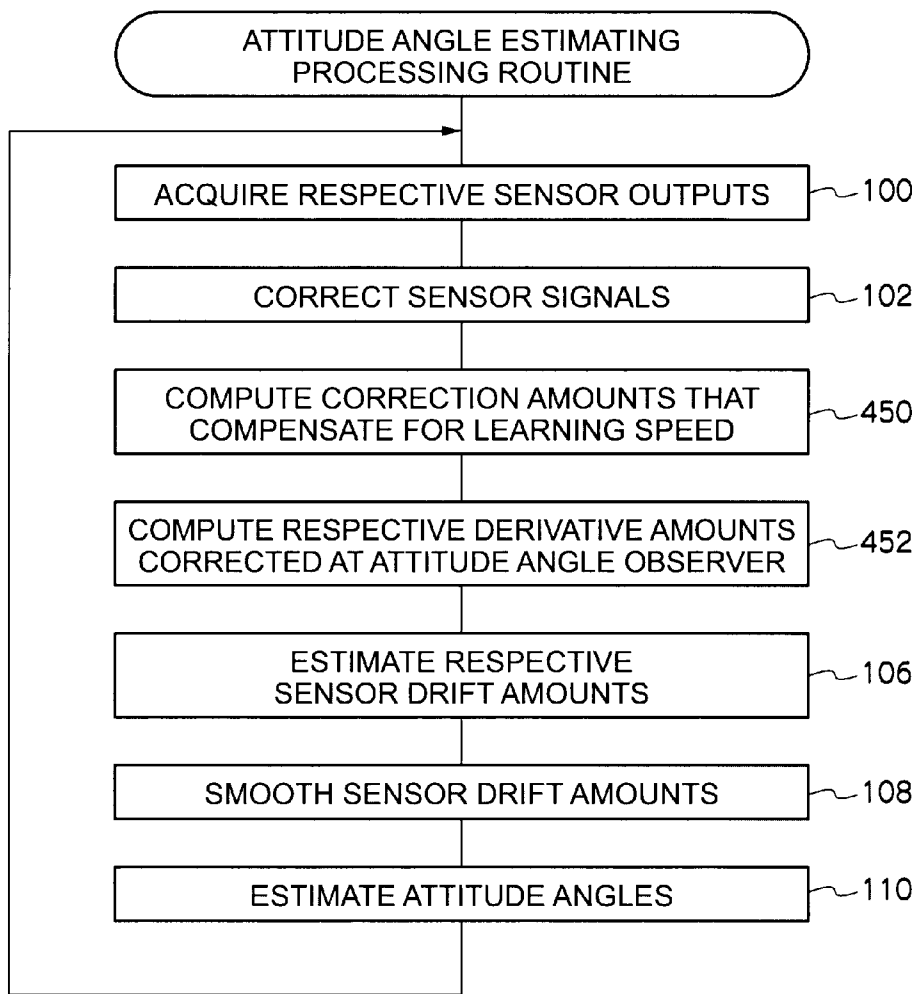 ATTITUDE ANGLE ESTIMATING
PROCESSING ROUTINE
ACQUIRE RESPECTIVE SENSOR OUTPUTS
100
CORRECT SENSOR SIGNALS
102
COMPUTE CORRECTION AMOUNTS THAT
COMPENSATE FOR LEARNING SPEED
450
COMPUTE RESPECTIVE DERIVATIVE AMOUNTS
CORRECTED AT ATTITUDE ANGLE OBSERVER
452
ESTIMATE RESPECTIVE
SENSOR DRIFT AMOUNTS
106
SMOOTH SENSOR DRIFT AMOUNTS
108
ESTIMATE ATTITUDE ANGLES
110